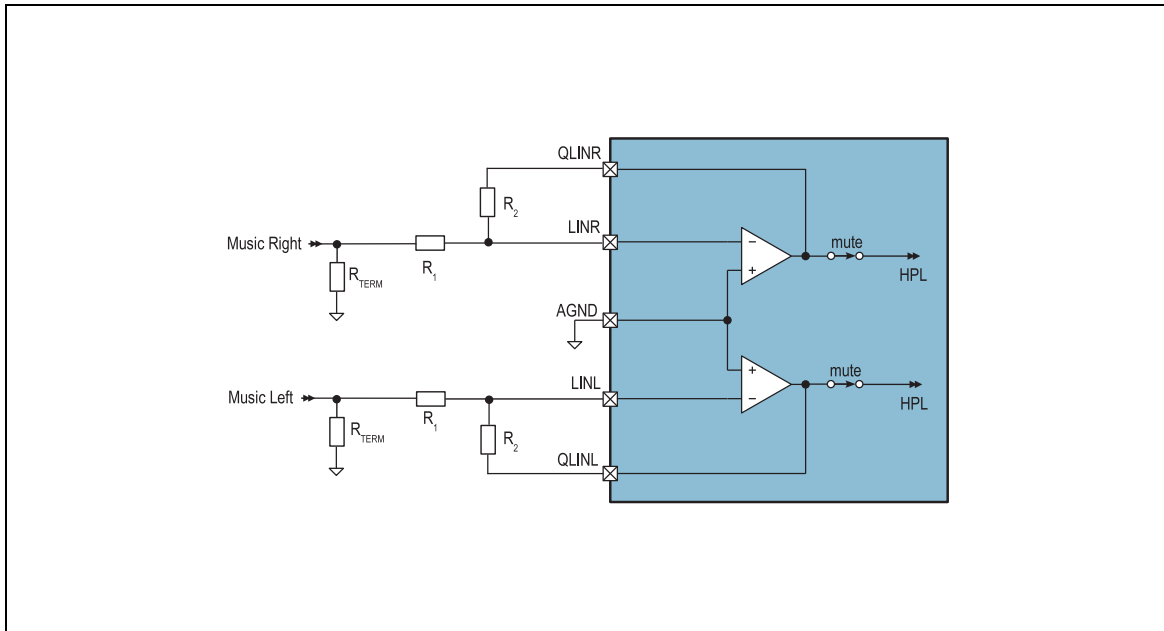 QLINR
R2
LINR
Music Right
mute
R1
HPL
RTERM
AGND
mute
LINL
Music Left
HPL
R1
R2
RTERM
QLINL